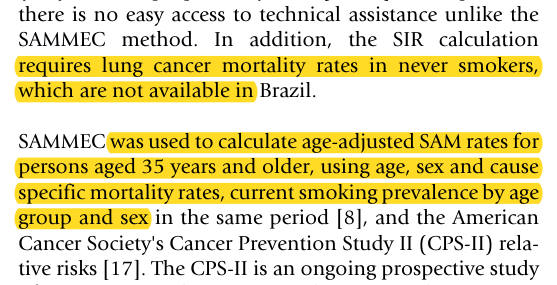 there is no easy access to technical assistance unlike the
SAMMEC method. In addition, the SIR calculation
requires lung cancer mortality rates in never smokers,
which are not available in Brazil.
SAMMEC was used to calculate age-adjusted SAM rates for
persons aged 35 years and older, using age, sex and cause
specific mortality rates, current smoking prevalence by age
group and sex in the same period [8], and the American
Cancer Society's Cancer Prevention Study II (CPS-II) rela-
tive risks [17]. The CPS-II is an ongoing prospective study